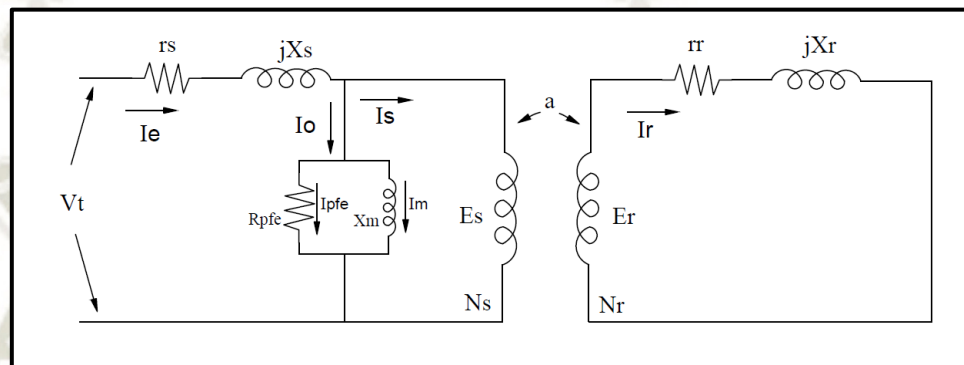 rs jXs rr jXr
Ie Io Is a Ir
Vt Rpfe Ipfe Xm Im Es Er
Ns Nr